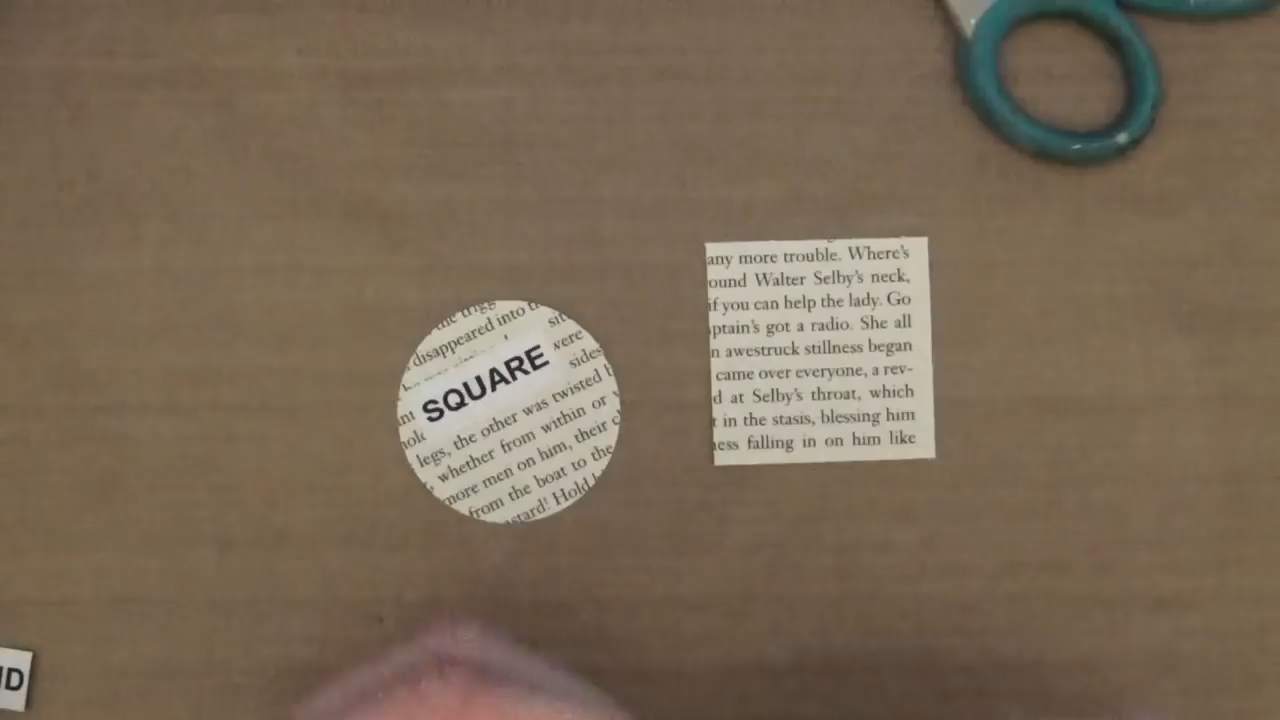 disappeared into
were
SQUARE
sides
legs, the other was twisted
whether from within or
more men on him, their
from the boat to the
Hold
any more trouble. Where's
ound Walter Selby's neck,
if you can help the lady. Go
ptain's got a radio. She all
n awestruck stillness began
came over everyone, a rev-
d at Selby's throat, which
t in the stasis, blessing him
ess falling in on him like
ND